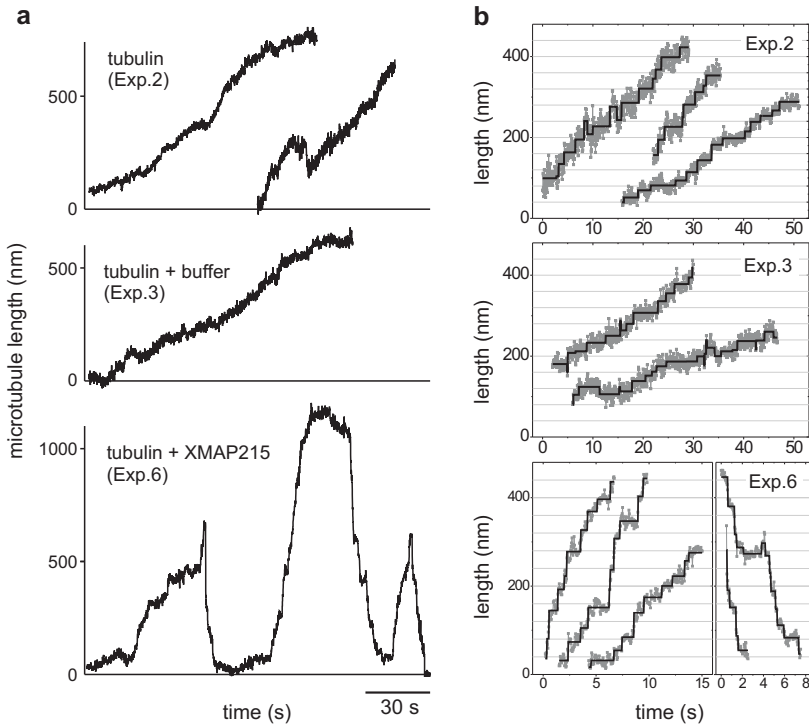 a
tubulin
(Exp.2)
500
0
tubulin + buffer
(Exp.3)
500
0
tubulin + XMAP215
(Exp.6)
1000
500
0
microtubule length (nm)
30 s
time (s)
b
Exp.2
400
200
0
0 10 20 30 40 50
length (nm)
Exp.3
400
200
0
0 10 20 30 40 50
length (nm)
Exp.6
400
200
0
0 5 10 15
0 2 4 6 8
length (nm)
time (s)